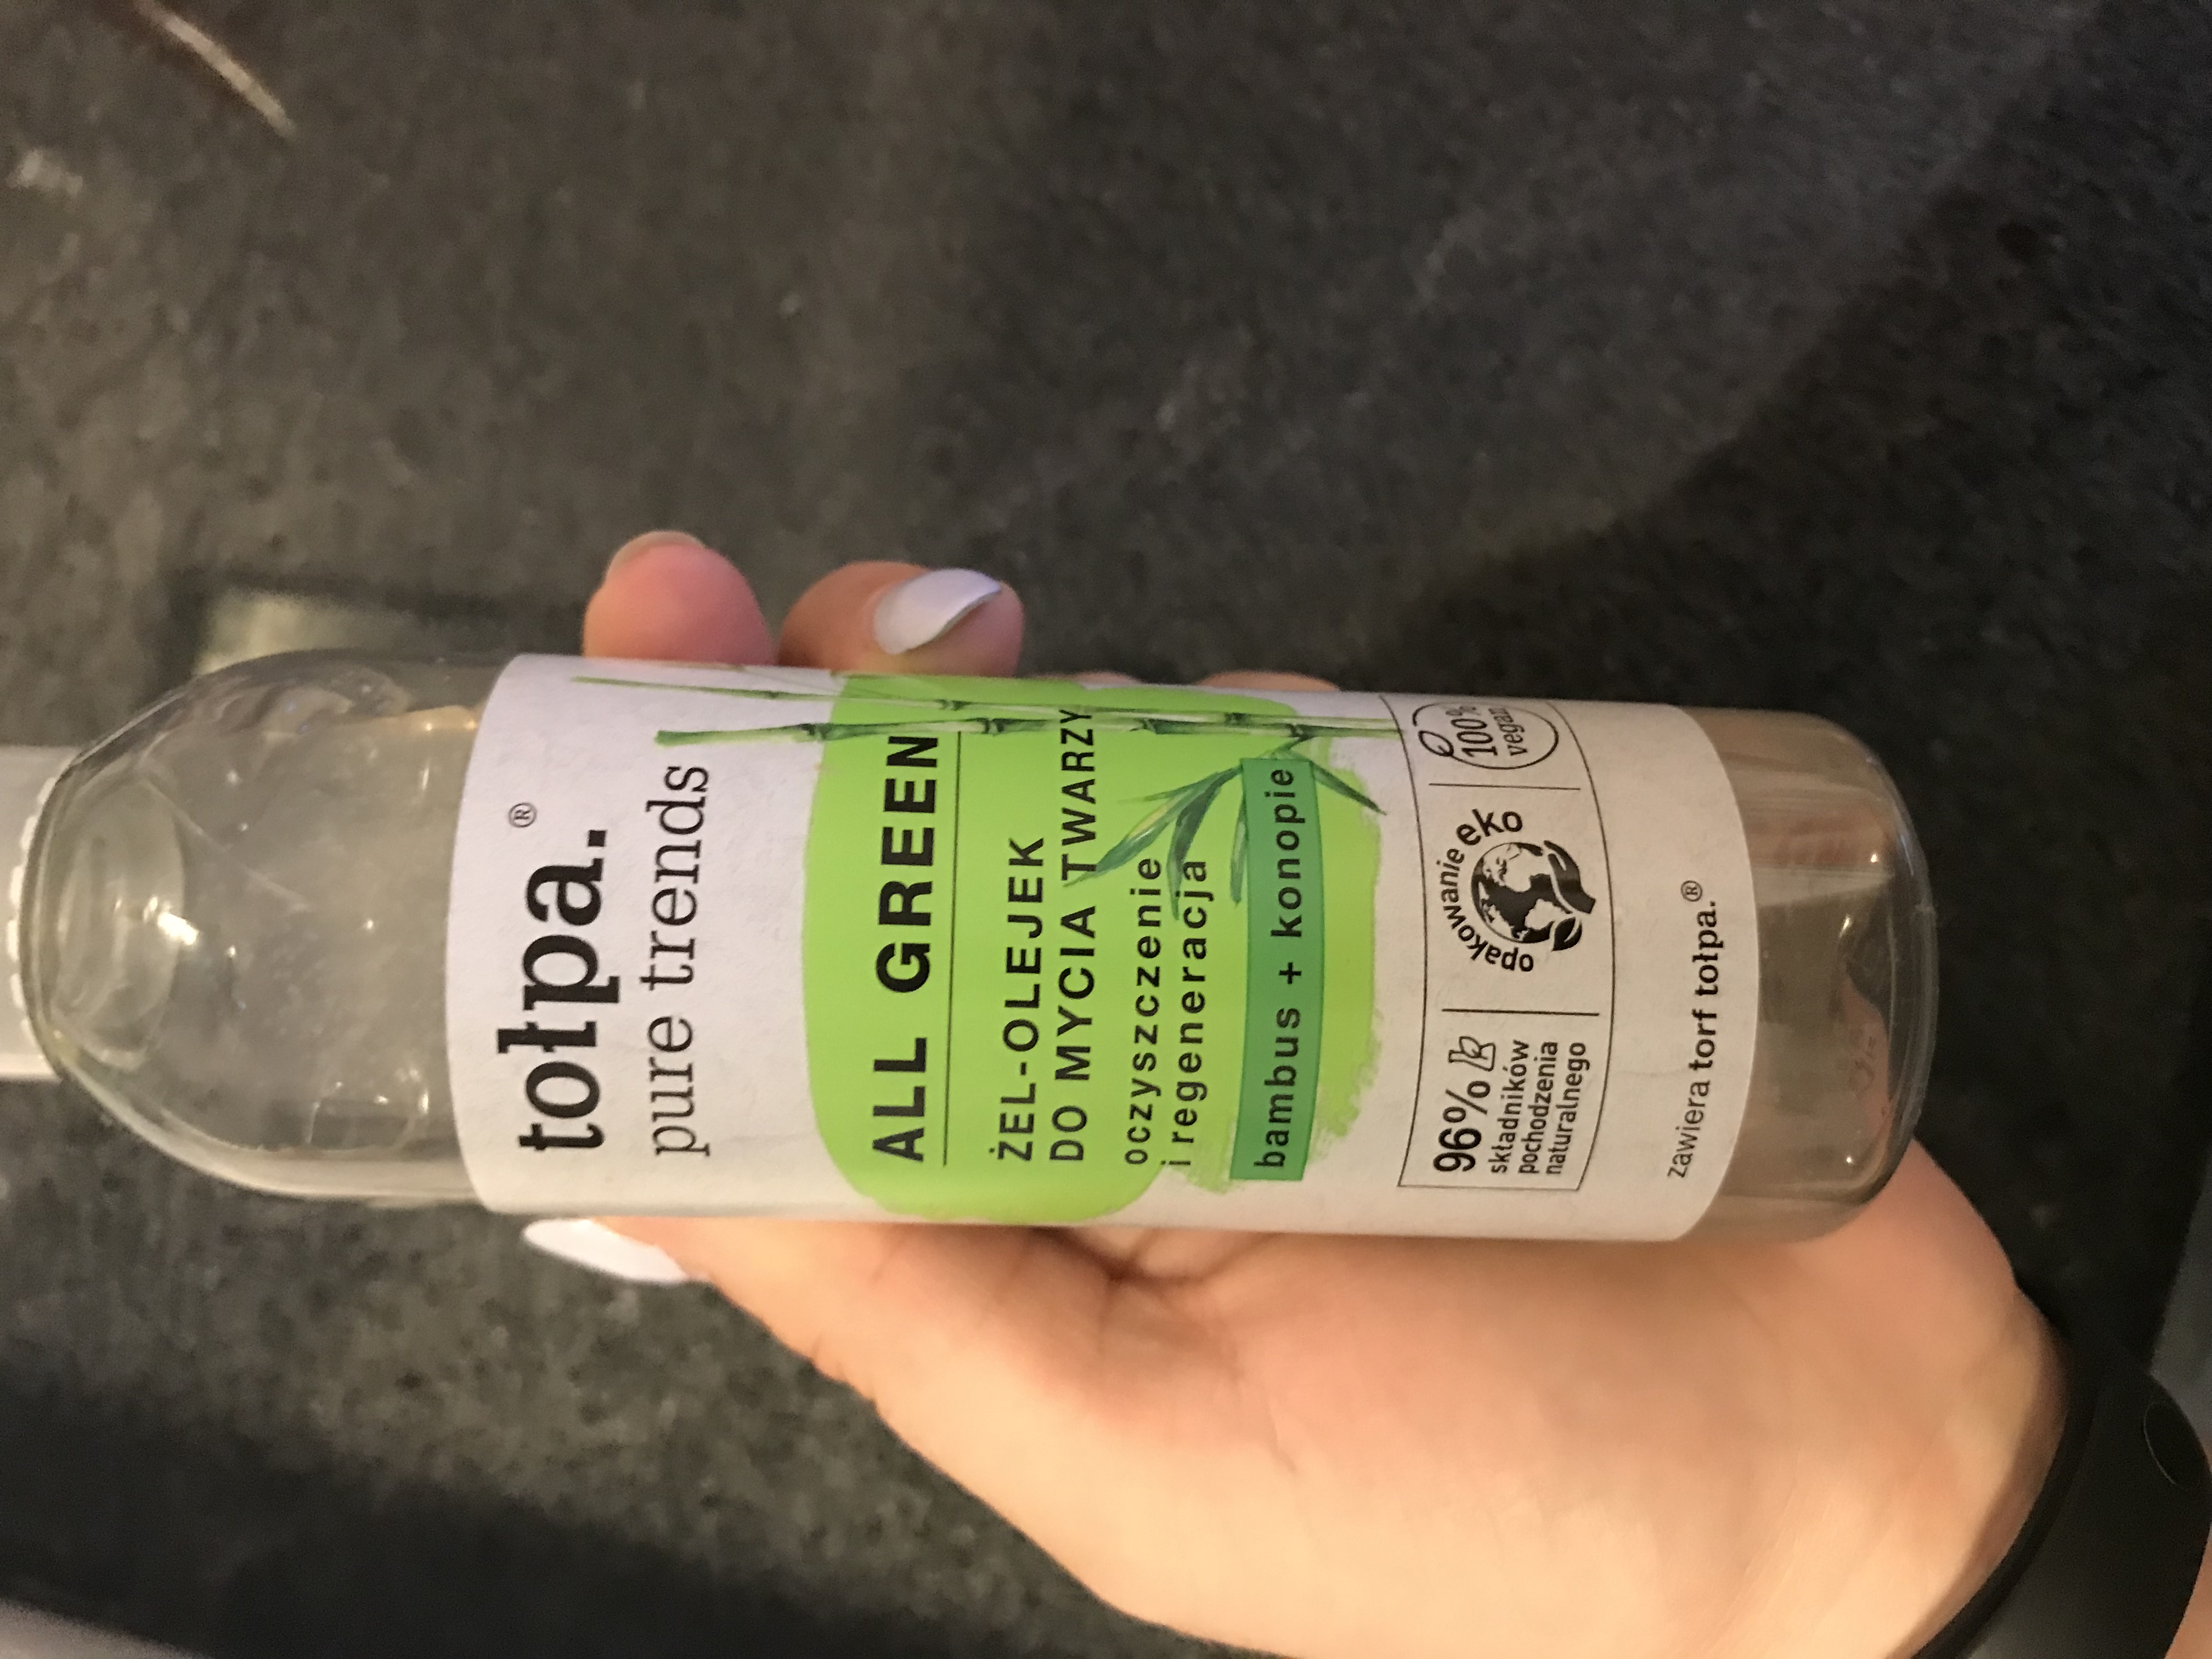 tołpa.®
pure trends
ALL GREEN
ŻEL-OLEJEK
DO MYCIA TWARZY
oczyszczenie
i regeneracja
bambus + konopie
96%
składników
pochodzenia
naturalnego
opakowanie eko
100%
vegan
zawiera torf tołpa.®